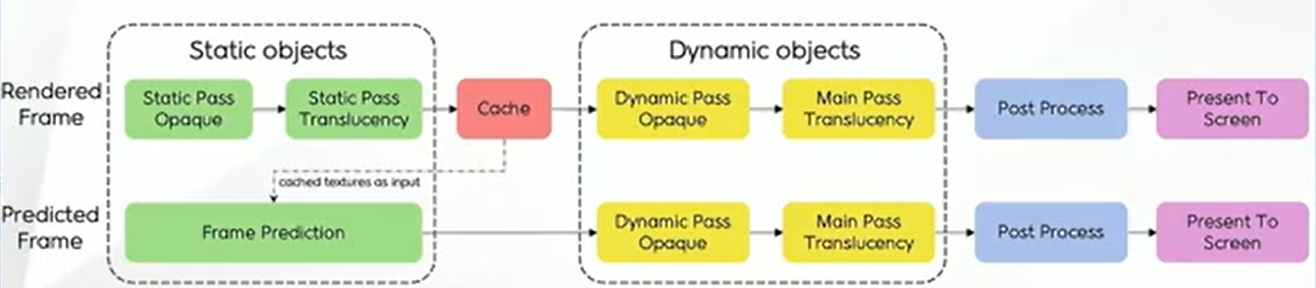 Static objects
Dynamic objects
Rendered
Frame
Static Pass
Opaque
Static Pass
Translucency
Cache
Dynamic Pass
Opaque
Main Pass
Translucency
Post Process
Present To
Screen
cached textures as input
Predicted
Frame
Frame Prediction
Dynamic Pass
Opaque
Main Pass
Translucency
Post Process
Present To
Screen